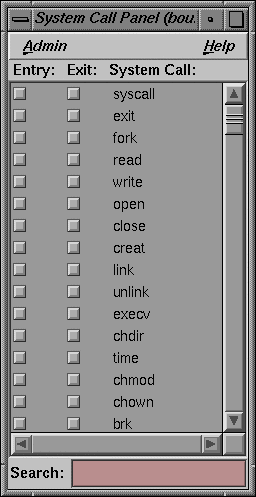 System Call Panel (bou.
Admin Help
Entry: Exit: System Call:
syscall
exit
fork
read
write
open
close
creat
link
unlink
execv
chdir
time
chmod
chown
brk
Search: